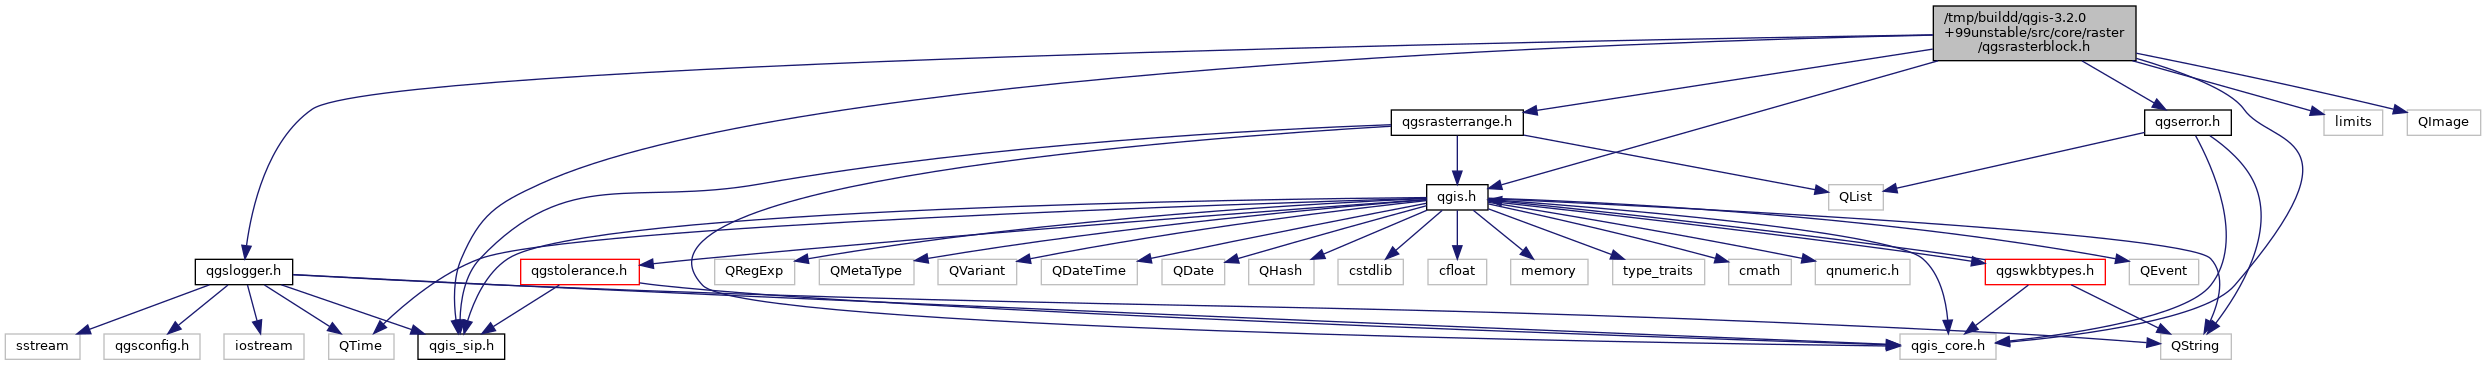 /tmp/buildd/qgis-3.2.0
+99unstable/src/core/raster
/qgsrasterblock.h
qgsrasterrange.h
qgserror.h
limits
QImage
qgis.h
QList
qgslogger.h
qgstolerance.h
QRegExp
QMetaType
QVariant
QDateTime
QDate
QHash
cstdlib
cfloat
memory
type_traits
cmath
qnumeric.h
qgswkbtypes.h
QEvent
sstream
qgsconfig.h
iostream
QTime
qgis_sip.h
qgis_core.h
QString